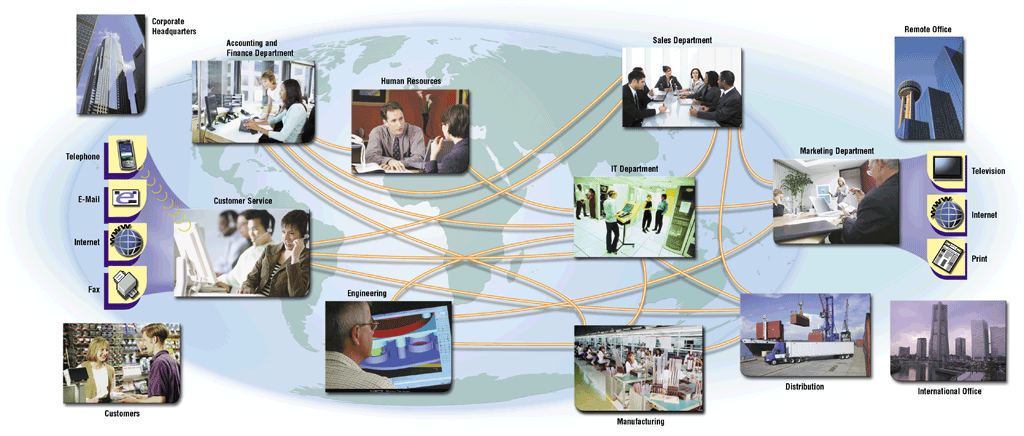 Corporate
Headquarters
Accounting and
Finance Department
Human Resources
Sales Department
Remote Office
Telephone
E-Mail
Internet
Fax
Customer Service
IT Department
Marketing Department
Television
Internet
Print
Engineering
Customers
Manufacturing
Distribution
International Office